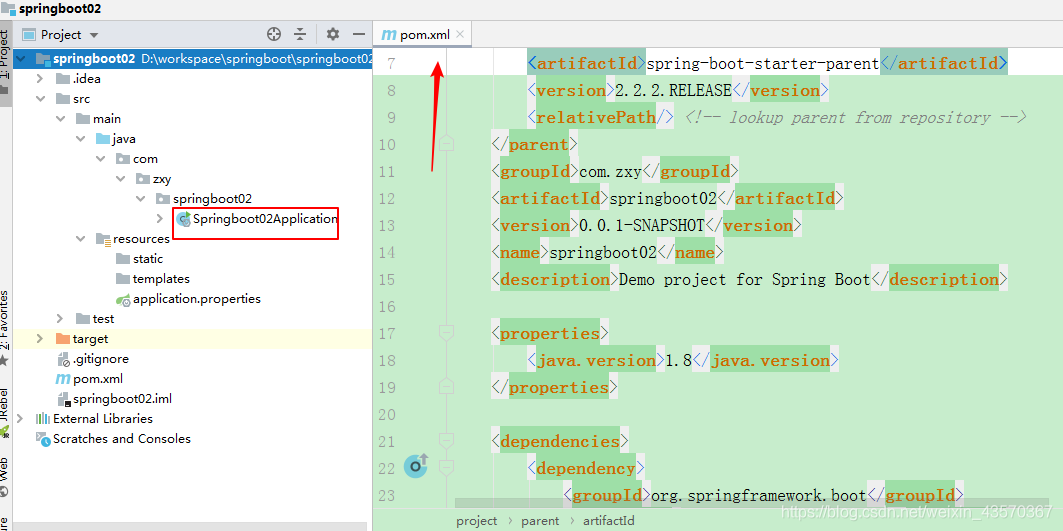 springboot02
Project
pom.xml
1: Project
2: Favorites
JRebel
Web
springboot02 D:\workspace\springboot\springboot02
.idea
src
main
java
com
zxy
springboot02
Springboot02Application
resources
static
templates
application.properties
test
target
.gitignore
pom.xml
springboot02.iml
External Libraries
Scratches and Consoles
7 <artifactId>spring-boot-starter-parent</artifactId>
8 <version>2.2.2.RELEASE</version>
9 <relativePath/> <!-- lookup parent from repository -->
10 </parent>
11 <groupId>com.zxy</groupId>
12 <artifactId>springboot02</artifactId>
13 <version>0.0.1-SNAPSHOT</version>
14 <name>springboot02</name>
15 <description>Demo project for Spring Boot</description>
16
17 <properties>
18 <java.version>1.8</java.version>
19 </properties>
20
21 <dependencies>
22 <dependency>
23 <groupId>org.springframework.boot</groupId>
project › parent › artifactId
https://blog.csdn.net/weixin_43570367